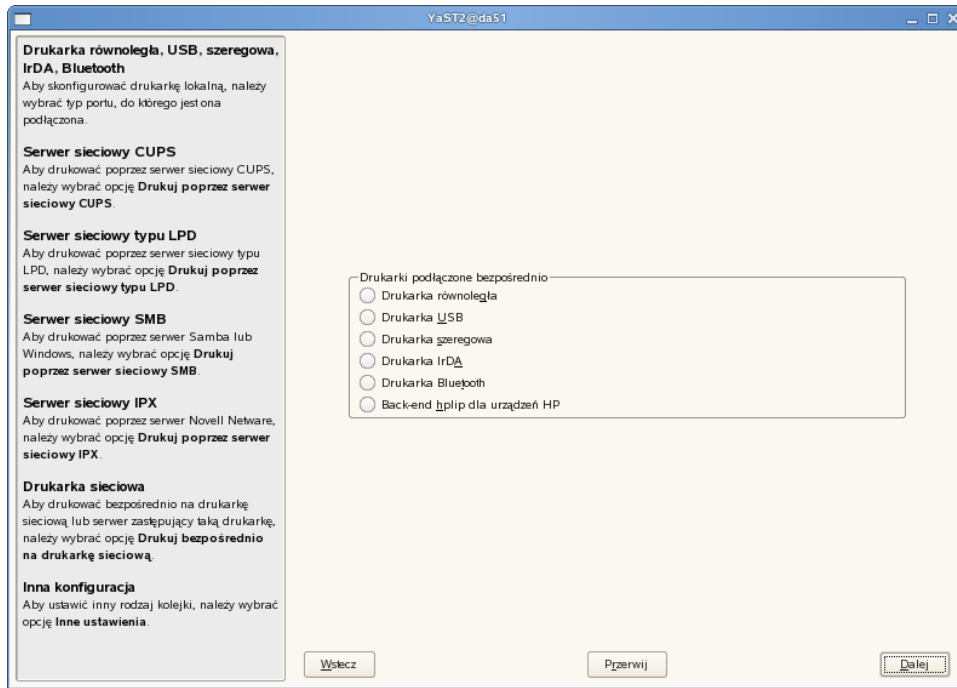 YaST2@da51
Drukarka równoległa, USB, szeregowa,
IrDA, Bluetooth
Aby skonfigurować drukarkę lokalną, należy
wybrać typ portu, do którego jest ona
podłączona.
Serwer sieciowy CUPS
Aby drukować poprzez serwer sieciowy CUPS,
należy wybrać opcję Drukuj poprzez serwer
sieciowy CUPS.
Serwer sieciowy typu LPD
Aby drukować poprzez serwer sieciowy typu
LPD, należy wybrać opcję Drukuj poprzez
serwer sieciowy typu LPD.
Serwer sieciowy SMB
Aby drukować poprzez serwer Samba lub
Windows, należy wybrać opcję Drukuj
poprzez serwer sieciowy SMB.
Serwer sieciowy IPX
Aby drukować poprzez serwer Novell Netware,
należy wybrać opcję Drukuj poprzez serwer
sieciowy IPX.
Drukarka sieciowa
Aby drukować bezpośrednio na drukarkę
sieciową lub serwer zastępujący taką drukarkę,
należy wybrać opcję Drukuj bezpośrednio
na drukarkę sieciową.
Inna konfiguracja
Aby ustawić inny rodzaj kolejki, należy wybrać
opcję Inne ustawienia.
Drukarki podłączone bezpośrednio
Drukarka równoległa
Drukarka USB
Drukarka szeregowa
Drukarka IrDA
Drukarka Bluetooth
Back-end hplip dla urządzeń HP
Wstecz
Przerwij
Dalej